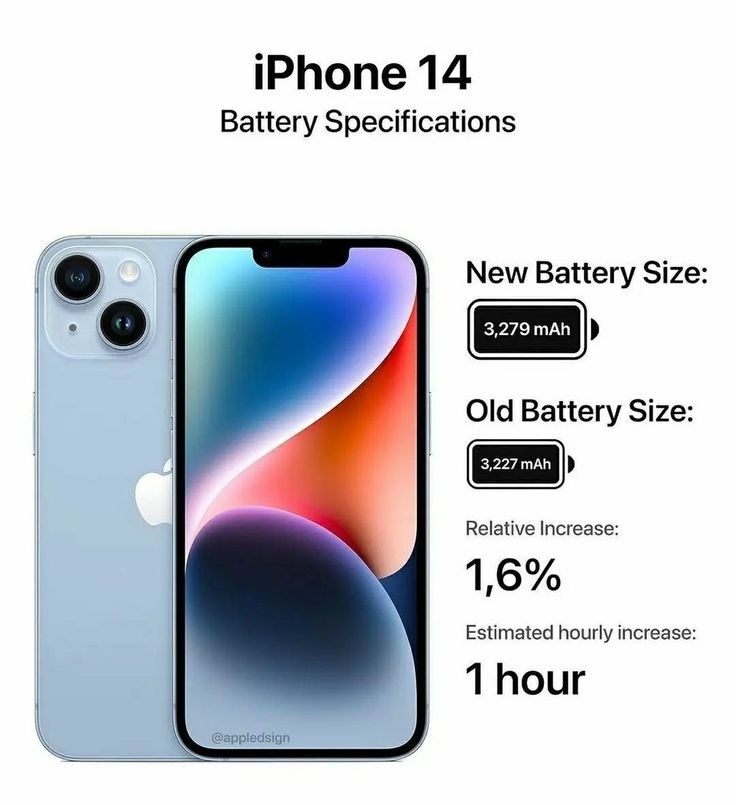 iPhone 14
Battery Specifications
New Battery Size:
3,279 mAh
Old Battery Size:
3,227 mAh
Relative Increase:
1,6%
Estimated hourly increase:
1 hour
@appledsign